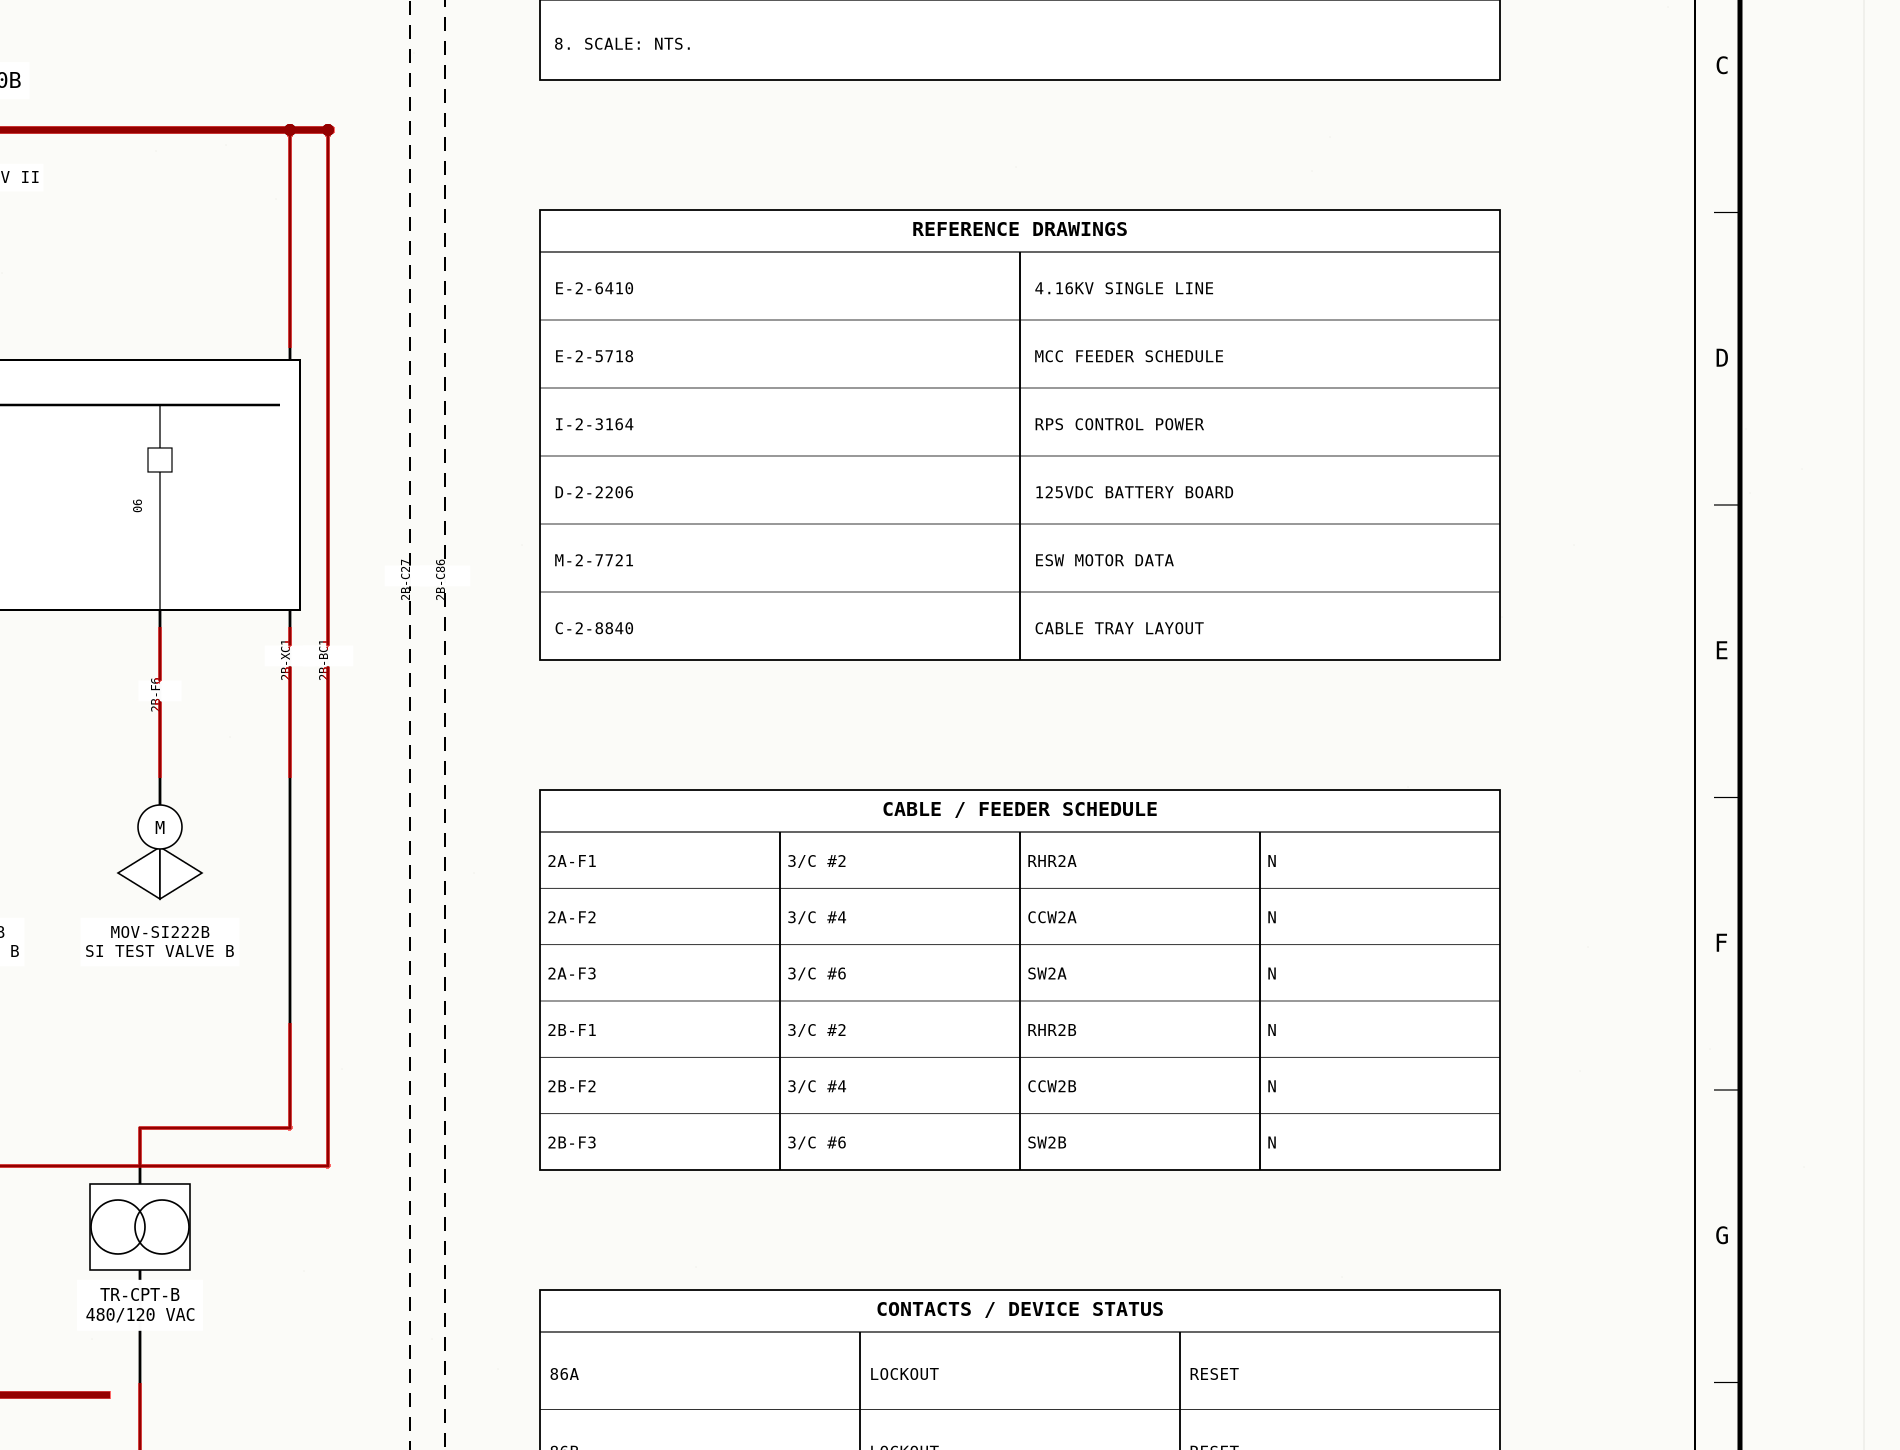 8. SCALE: NTS.
0B
V II
06
2B-F6
2B-XC1
2B-BC1
2B-C27
2B-C86
M
B
B
MOV-SI222B
SI TEST VALVE B
TR-CPT-B
480/120 VAC
REFERENCE DRAWINGS
E-2-6410 4.16KV SINGLE LINE
E-2-5718 MCC FEEDER SCHEDULE
I-2-3164 RPS CONTROL POWER
D-2-2206 125VDC BATTERY BOARD
M-2-7721 ESW MOTOR DATA
C-2-8840 CABLE TRAY LAYOUT
CABLE / FEEDER SCHEDULE
2A-F1 3/C #2 RHR2A N
2A-F2 3/C #4 CCW2A N
2A-F3 3/C #6 SW2A N
2B-F1 3/C #2 RHR2B N
2B-F2 3/C #4 CCW2B N
2B-F3 3/C #6 SW2B N
CONTACTS / DEVICE STATUS
86A LOCKOUT RESET
86B LOCKOUT RESET
C
D
E
F
G